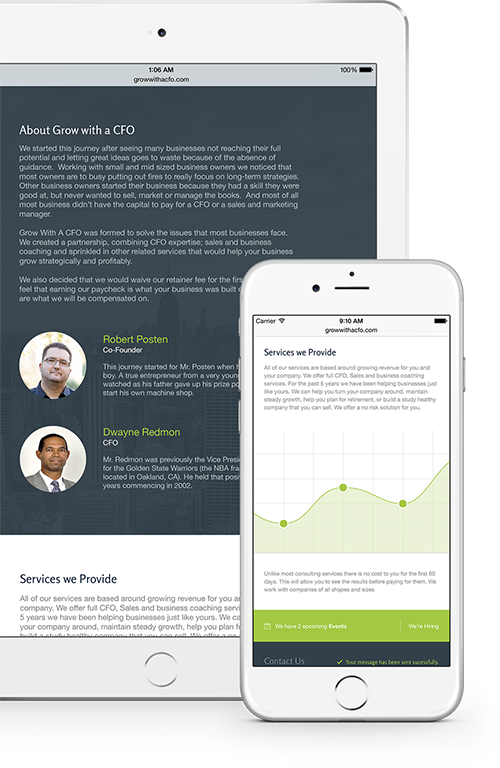 1:06 AM
100%
growwithacfo.com
About Grow with a CFO
We started this journey after seeing many businesses not reaching their full
potential and letting great ideas goes to waste because of the absence of
guidance. Working with small and mid sized business owners we noticed that
most owners are to busy putting out fires to really focus on long-term strategies.
Other business owners started their business because they had a skill they were
good at, but never wanted to sell, market or manage the books. And most of all
most business didn't have the capital to pay for a CFO or a sales and marketing
manager.
Grow With A CFO was formed to solve the issues that most businesses face.
We created a partnership, combining CFO expertise; sales and business
coaching and sprinkled in other related services that would help your business
grow strategically and profitably.
We also decided that we would waive our retainer fee for the firs
feel that earning our paycheck is what your business was built o
are what we will be compensated on.
Robert Posten
Co-Founder
This journey started for Mr. Posten when h
boy. A true entrepreneur from a very young
watched as his father gave up his prize po
start his own machine shop.
Dwayne Redmon
CFO
Mr. Redmon was previously the Vice Presi
for the Golden State Warriors (the NBA fra
located in Oakland, CA). He held that posit
years commencing in 2002.
Services we Provide
All of our services are based around growing revenue for you an
company. We offer full CFO, Sales and business coaching servi
5 years we have been helping businesses just like yours. We ca
your company around, maintain steady growth, help you plan fo
build a study healthy company that you can sell. We offer a no
Carrier
9:10 AM
growwithacfo.com
Services we Provide
All of our services are based around growing revenue for you and
your company. We offer full CFO, Sales and business coaching
services. For the past 5 years we have been helping businesses just
like yours. We can help you turn your company around, maintain
steady growth, help you plan for retirement, or build a study healthy
company that you can sell. We offer a no risk solution for you.
Unlike most consulting services there is no cost to you for the first 60
days. This will allow you to see the results before paying for them. We
work with companies of all shapes and sizes
We have 2 epcoming Events
We're Hiring
Contact Us
Your message has been sent sucessfully.